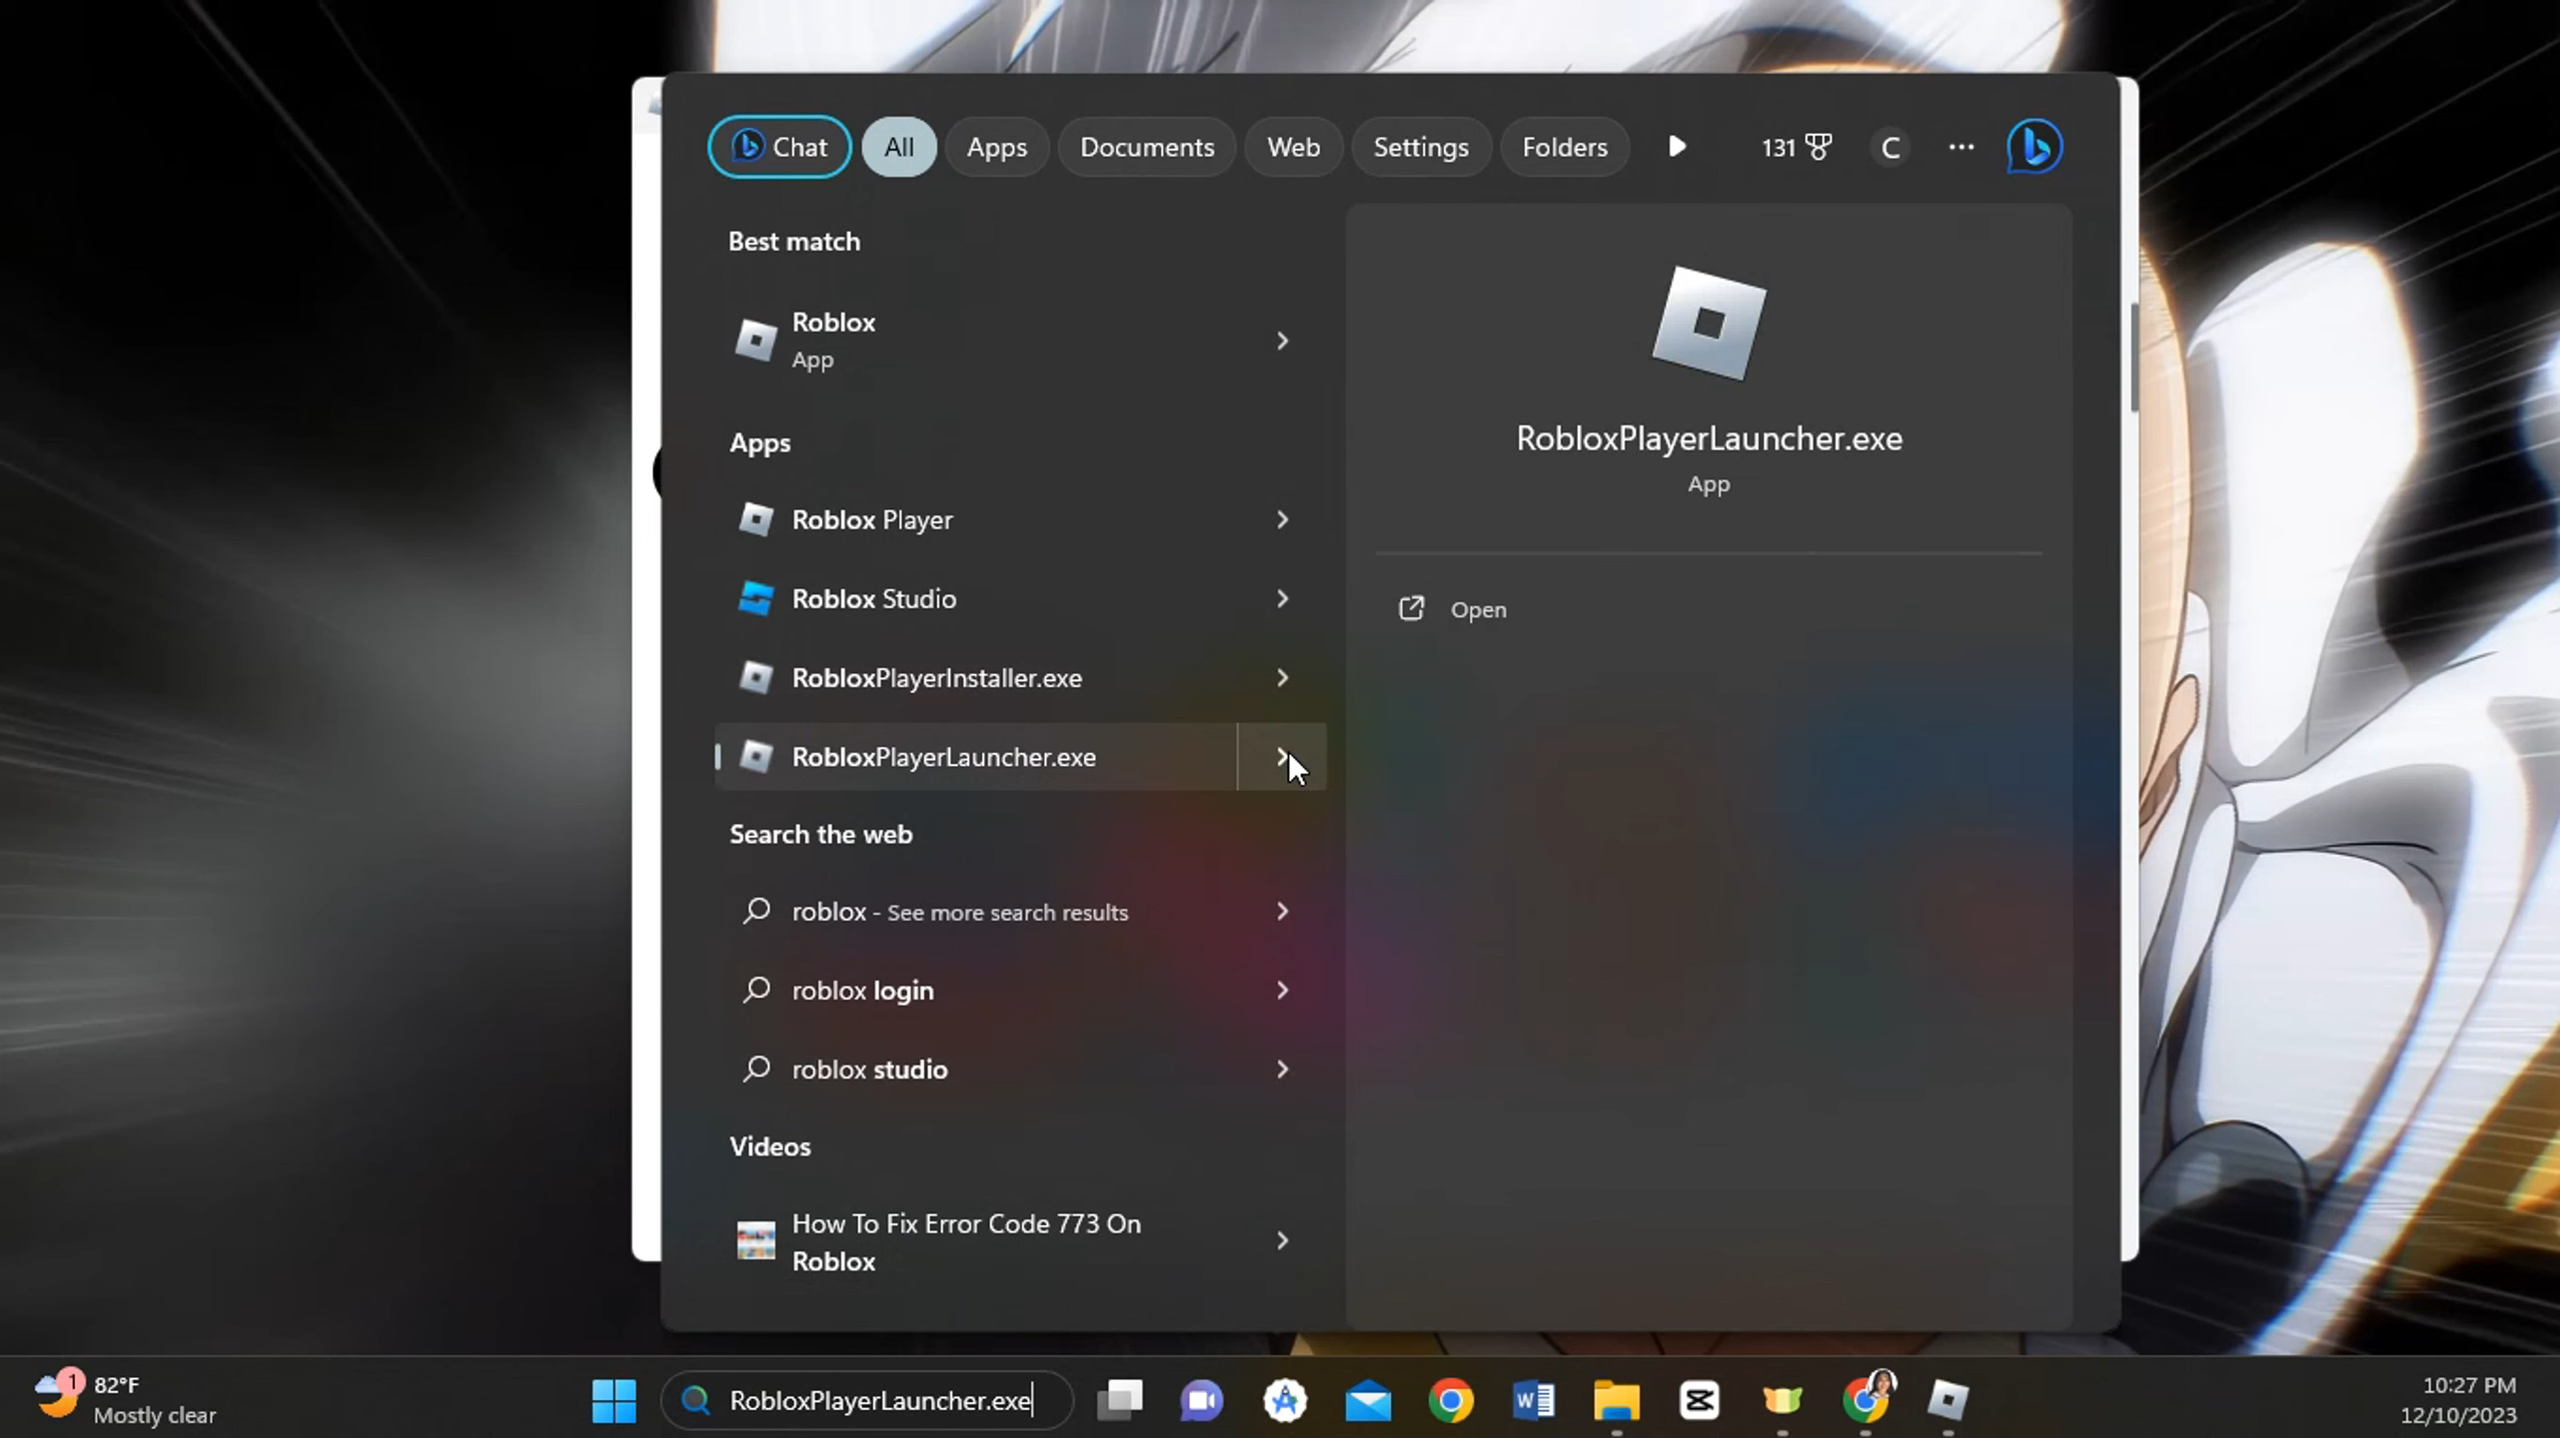 Chat
All
Apps
Documents
Web
Settings
Folders
131
C
Best match
Roblox
App
Apps
Roblox Player
Roblox Studio
RobloxPlayerInstaller.exe
RobloxPlayerLauncher.exe
Search the web
roblox - See more search results
roblox login
roblox studio
Videos
How To Fix Error Code 773 On
Roblox
RobloxPlayerLauncher.exe
App
Open
1
82°F
Mostly clear
RobloxPlayerLauncher.exe
10:27 PM
12/10/2023